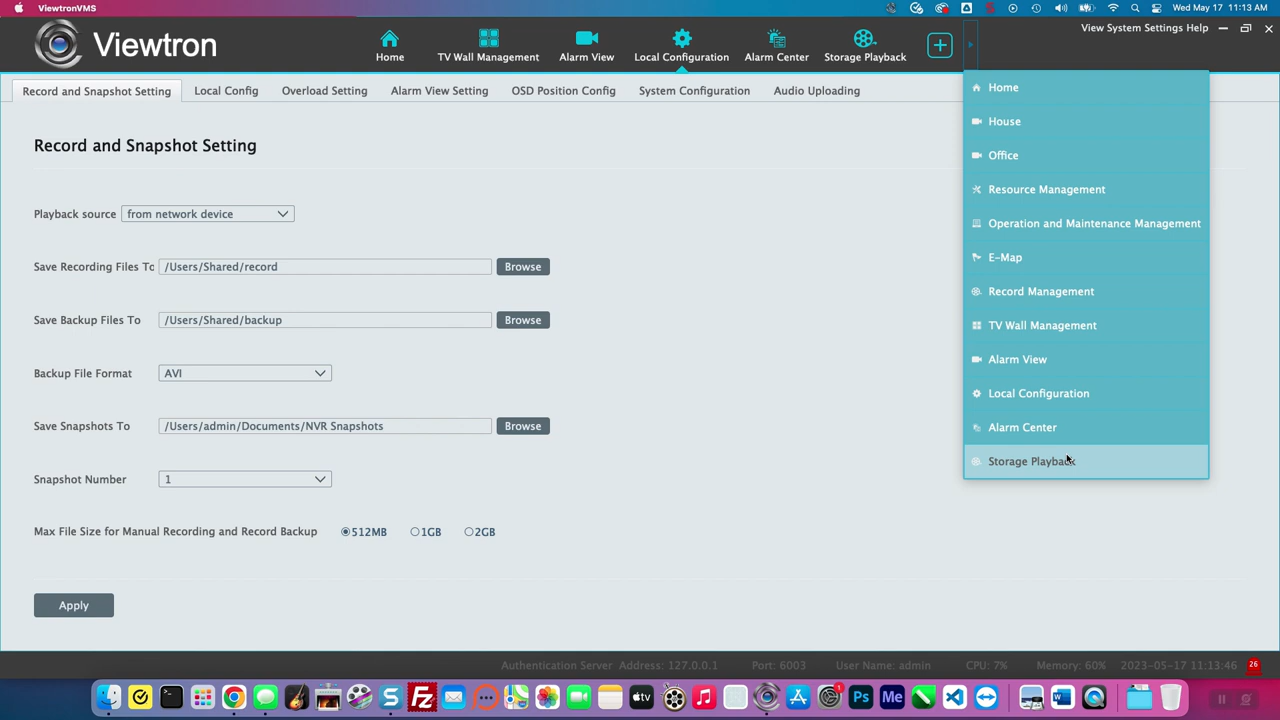 ViewtronVMS
Wed May 17 11:13 AM
Viewtron
Home
TV Wall Management
Alarm View
Local Configuration
Alarm Center
Storage Playback
View System Settings Help
Record and Snapshot Setting
Local Config
Overload Setting
Alarm View Setting
OSD Position Config
System Configuration
Audio Uploading
Record and Snapshot Setting
Playback source from network device
Save Recording Files To /Users/Shared/record Browse
Save Backup Files To /Users/Shared/backup Browse
Backup File Format AVI
Save Snapshots To /Users/admin/Documents/NVR Snapshots Browse
Snapshot Number 1
Max File Size for Manual Recording and Record Backup 512MB 1GB 2GB
Apply
Home
House
Office
Resource Management
Operation and Maintenance Management
E-Map
Record Management
TV Wall Management
Alarm View
Local Configuration
Alarm Center
Storage Playback
Authentication Server Address: 127.0.0.1 Port: 6003 User Name: admin CPU: 7% Memory: 60% 2023-05-17 11:13:46 26
S Fz tv Ps Me W